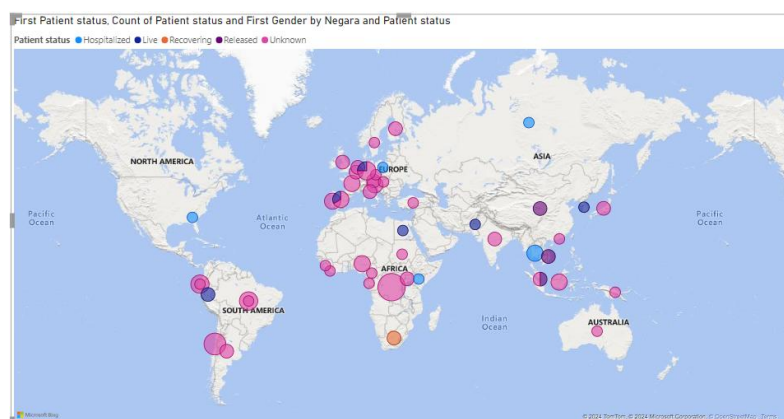 First Patient status, Count of Patient status and First Gender by Negara and Patient status
Patient status Hospitalized Live Recovering Released Unknown
NORTH AMERICA
EUROPE
ASIA
Pacific
Ocean
Atlantic
Ocean
Pacific
Ocean
AFRICA
SOUTH AMERICA
Indian
Ocean
AUSTRALIA
Microsoft Bing
© 2024 TomTom, © 2024 Microsoft Corporation, © OpenStreetMap Terms